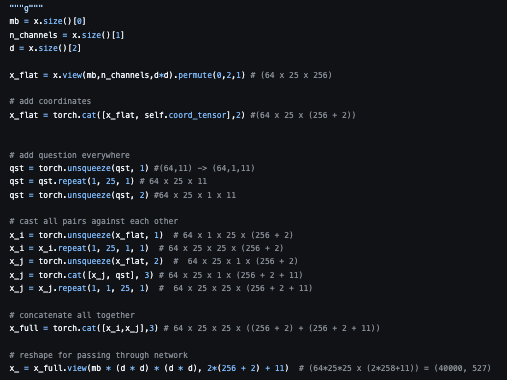 """g"""
mb = x.size()[0]
n_channels = x.size()[1]
d = x.size()[2]
x_flat = x.view(mb,n_channels,d*d).permute(0,2,1) # (64 x 25 x 256)
# add coordinates
x_flat = torch.cat([x_flat, self.coord_tensor],2) #(64 x 25 x (256 + 2))
# add question everywhere
qst = torch.unsqueeze(qst, 1) #(64,11) -> (64,1,11)
qst = qst.repeat(1, 25, 1) # 64 x 25 x 11
qst = torch.unsqueeze(qst, 2) #64 x 25 x 1 x 11
# cast all pairs against each other
x_i = torch.unsqueeze(x_flat, 1)  # 64 x 1 x 25 x (256 + 2)
x_i = x_i.repeat(1, 25, 1, 1)  # 64 x 25 x 25 x (256 + 2)
x_j = torch.unsqueeze(x_flat, 2)  # 64 x 25 x 1 x (256 + 2)
x_j = torch.cat([x_j, qst], 3) # 64 x 25 x 1 x (256 + 2 + 11)
x_j = x_j.repeat(1, 1, 25, 1)  #  64 x 25 x 25 x (256 + 2 + 11)
# concatenate all together
x_full = torch.cat([x_i,x_j],3) # 64 x 25 x 25 x ((256 + 2) + (256 + 2 + 11))
# reshape for passing through network
x_ = x_full.view(mb * (d * d) * (d * d), 2*(256 + 2) + 11)  # (64*25*25 x (2*258+11)) = (40000, 527)